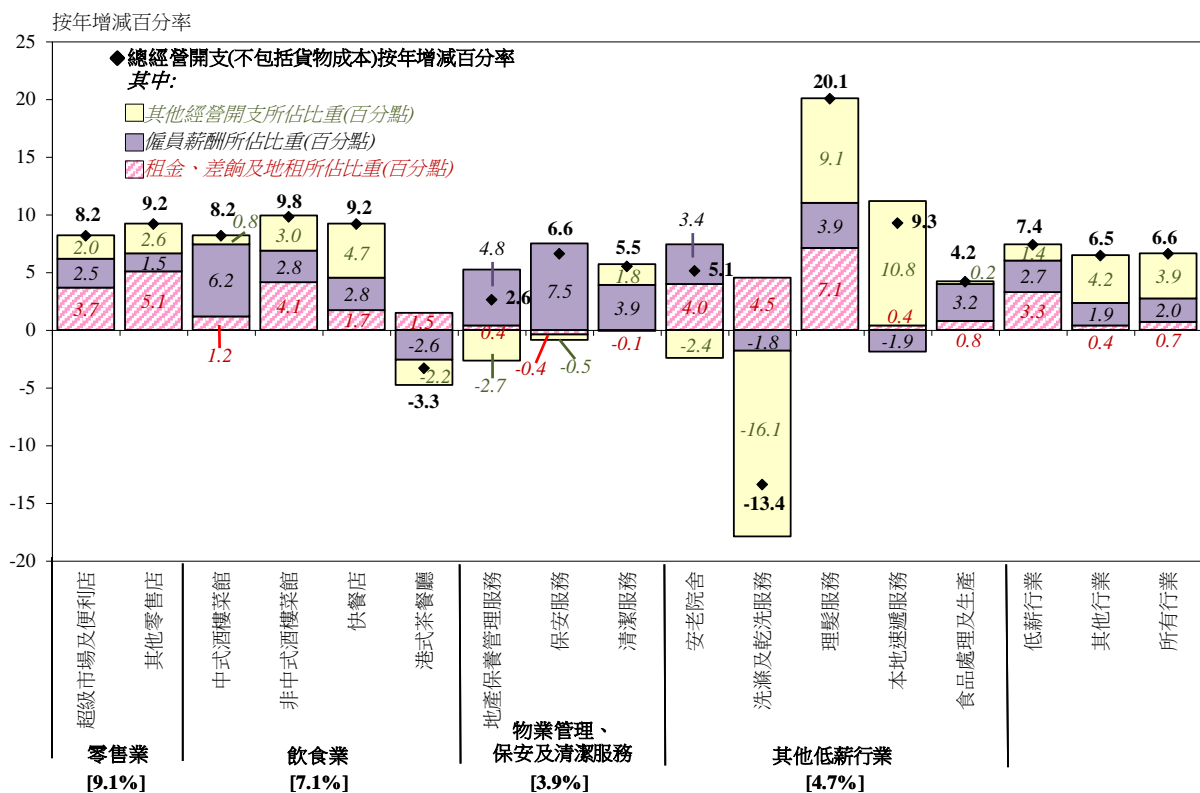 按年增減百分率
25
20
15
10
5
0
-5
-10
-15
-20
◆總經營開支(不包括貨物成本)按年增減百分率
其中:
其他經營開支所佔比重(百分點)
僱員薪酬所佔比重(百分點)
租金、差餉及地租所佔比重(百分點)
8.2
2.0
2.5
3.7
9.2
2.6
1.5
5.1
8.2
0.8
6.2
1.2
9.8
3.0
2.8
4.1
9.2
4.7
2.8
1.7
1.5
-2.6
-2.2
-3.3
4.8
2.6
0.4
-2.7
6.6
7.5
-0.4
-0.5
5.5
1.8
3.9
-0.1
3.4
5.1
4.0
-2.4
4.5
-1.8
-16.1
-13.4
20.1
9.1
3.9
7.1
9.3
10.8
0.4
-1.9
4.2
0.2
3.2
0.8
7.4
1.4
2.7
3.3
6.5
4.2
1.9
0.4
6.6
3.9
2.0
0.7
超級市場及便利店
其他零售店
中式酒樓菜館
非中式酒樓菜館
快餐店
港式茶餐廳
地產保養管理服務
保安服務
清潔服務
安老院舍
洗滌及乾洗服務
理髮服務
本地速遞服務
食品處理及生產
低薪行業
其他行業
所有行業
零售業
[9.1%]
飲食業
[7.1%]
物業管理、
保安及清潔服務
[3.9%]
其他低薪行業
[4.7%]